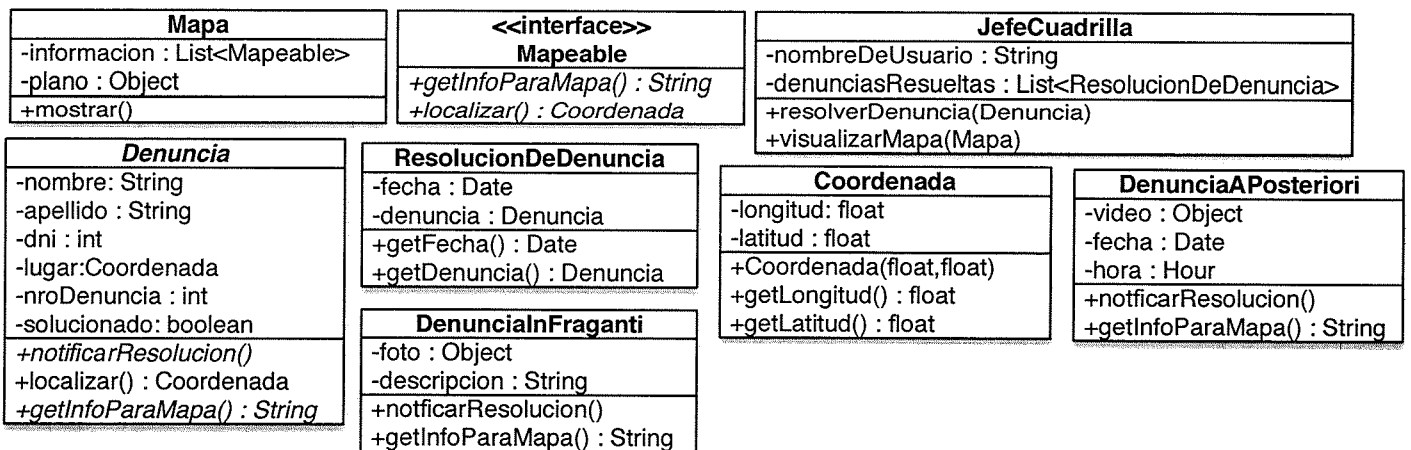 Mapa
-informacion : List<Mapeable>
-plano : Object
+mostrar()
<<interface>>
Mapeable
+getInfoParaMapa() : String
+localizar() : Coordenada
JefeCuadrilla
-nombreDeUsuario : String
-denunciasResueltas : List<ResolucionDeDenuncia>
+resolverDenuncia(Denuncia)
+visualizarMapa(Mapa)
Denuncia
-nombre: String
-apellido : String
-dni : int
-lugar:Coordenada
-nroDenuncia : int
-solucionado: boolean
+notificarResolucion()
+localizar() : Coordenada
+getInfoParaMapa() : String
ResolucionDeDenuncia
-fecha : Date
-denuncia : Denuncia
+getFecha() : Date
+getDenuncia() : Denuncia
DenunciaInFraganti
-foto : Object
-descripcion : String
+notficarResolucion()
+getInfoParaMapa() : String
Coordenada
-longitud: float
-latitud : float
+Coordenada(float,float)
+getLongitud() : float
+getLatitud() : float
DenunciaAPosteriori
-video : Object
-fecha : Date
-hora : Hour
+notficarResolucion()
+getInfoParaMapa() : String